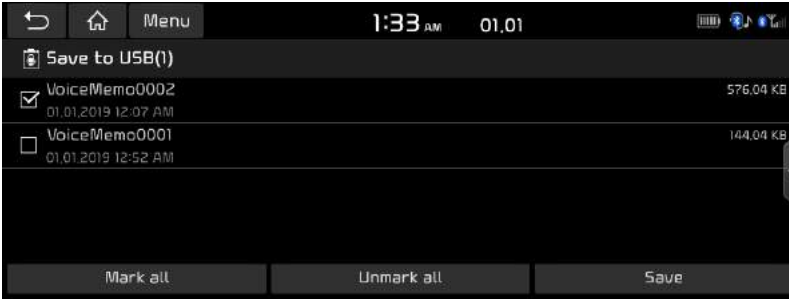 Menu 1:33 AM 01.01
Save to USB(1)
VoiceMemo0002 576.04 KB
01.01.2019 12:07 AM
VoiceMemo0001 144.04 KB
01.01.2019 12:52 AM
Mark all Unmark all Save